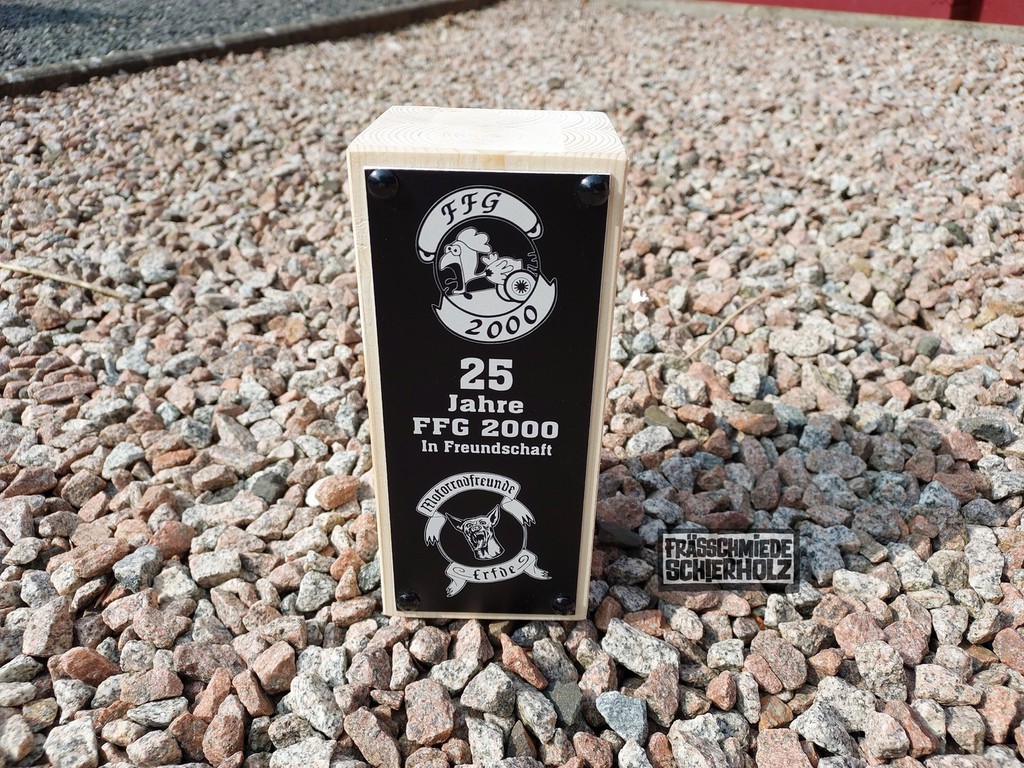 FFG
2000
25
Jahre
FFG 2000
In Freundschaft
Motorradfreunde
Erfde
FRÄSSCHMIEDE
SCHIERHOLZ